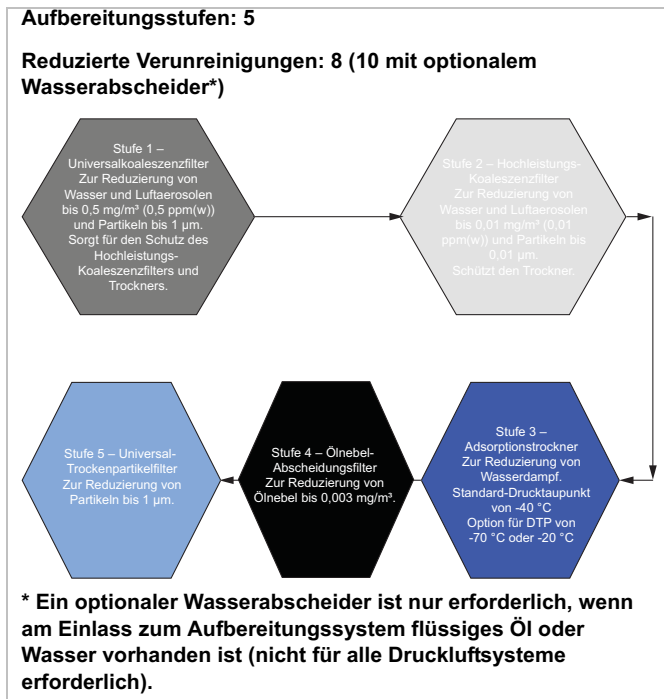 Aufbereitungsstufen: 5
Reduzierte Verunreinigungen: 8 (10 mit optionalem
Wasserabscheider*)
Stufe 1 –
Universalkoaleszenzfilter
Zur Reduzierung von
Wasser und Luftaerosolen
bis 0,5 mg/m³ (0,5 ppm(w))
und Partikeln bis 1 µm.
Sorgt für den Schutz des
Hochleistungs-
Koaleszenzfilters und
Trockners.
Stufe 2 – Hochleistungs-
Koaleszenzfilter
Zur Reduzierung von
Wasser und Luftaerosolen
bis 0,01 mg/m³ (0,01
ppm(w)) und Partikeln bis
0,01 µm.
Schützt den Trockner.
Stufe 3 –
Adsorptionstrockner
Zur Reduzierung von
Wasserdampf.
Standard-Drucktaupunkt
von -40 °C
Option für DTP von
-70 °C oder -20 °C
Stufe 4 – Ölnebel-
Abscheidungsfilter
Zur Reduzierung von
Ölnebel bis 0,003 mg/m³.
Stufe 5 – Universal-
Trockenpartikelfilter
Zur Reduzierung von
Partikeln bis 1 µm.
* Ein optionaler Wasserabscheider ist nur erforderlich, wenn
am Einlass zum Aufbereitungssystem flüssiges Öl oder
Wasser vorhanden ist (nicht für alle Druckluftsysteme
erforderlich).